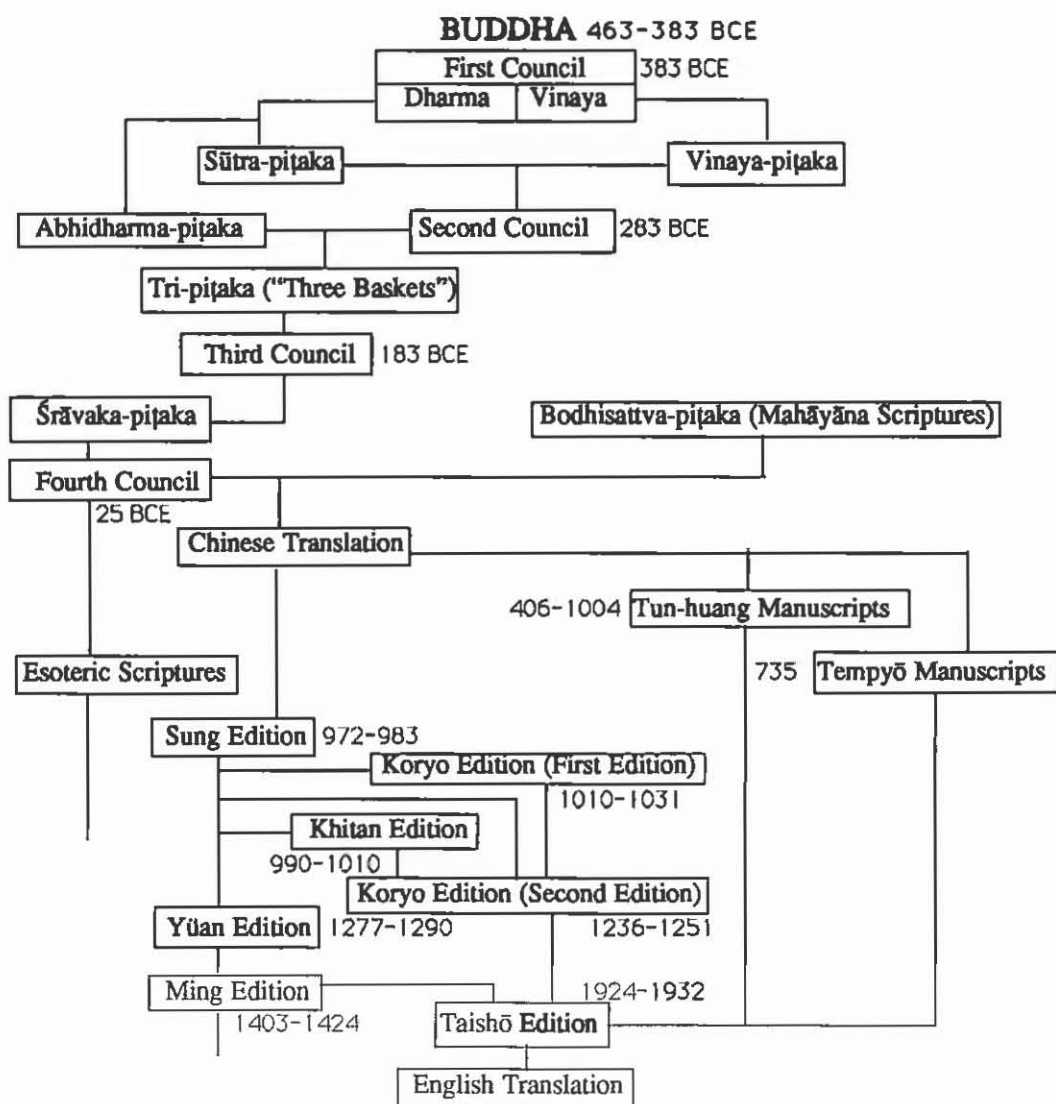 BUDDHA 463-383 BCE
First Council 383 BCE
Dharma Vinaya
Sūtra-piṭaka Vinaya-piṭaka
Abhidharma-piṭaka Second Council 283 BCE
Tri-piṭaka (“Three Baskets”)
Third Council 183 BCE
Śrāvaka-piṭaka Bodhisattva-piṭaka (Mahāyāna Scriptures)
Fourth Council
25 BCE
Chinese Translation
406-1004 Tun-huang Manuscripts
Esoteric Scriptures 735 Tempyō Manuscripts
Sung Edition 972-983
Koryo Edition (First Edition)
1010-1031
Khitan Edition
990-1010
Koryo Edition (Second Edition)
Yüan Edition 1277-1290 1236-1251
Ming Edition 1924-1932
1403-1424 Taishō Edition
English Translation